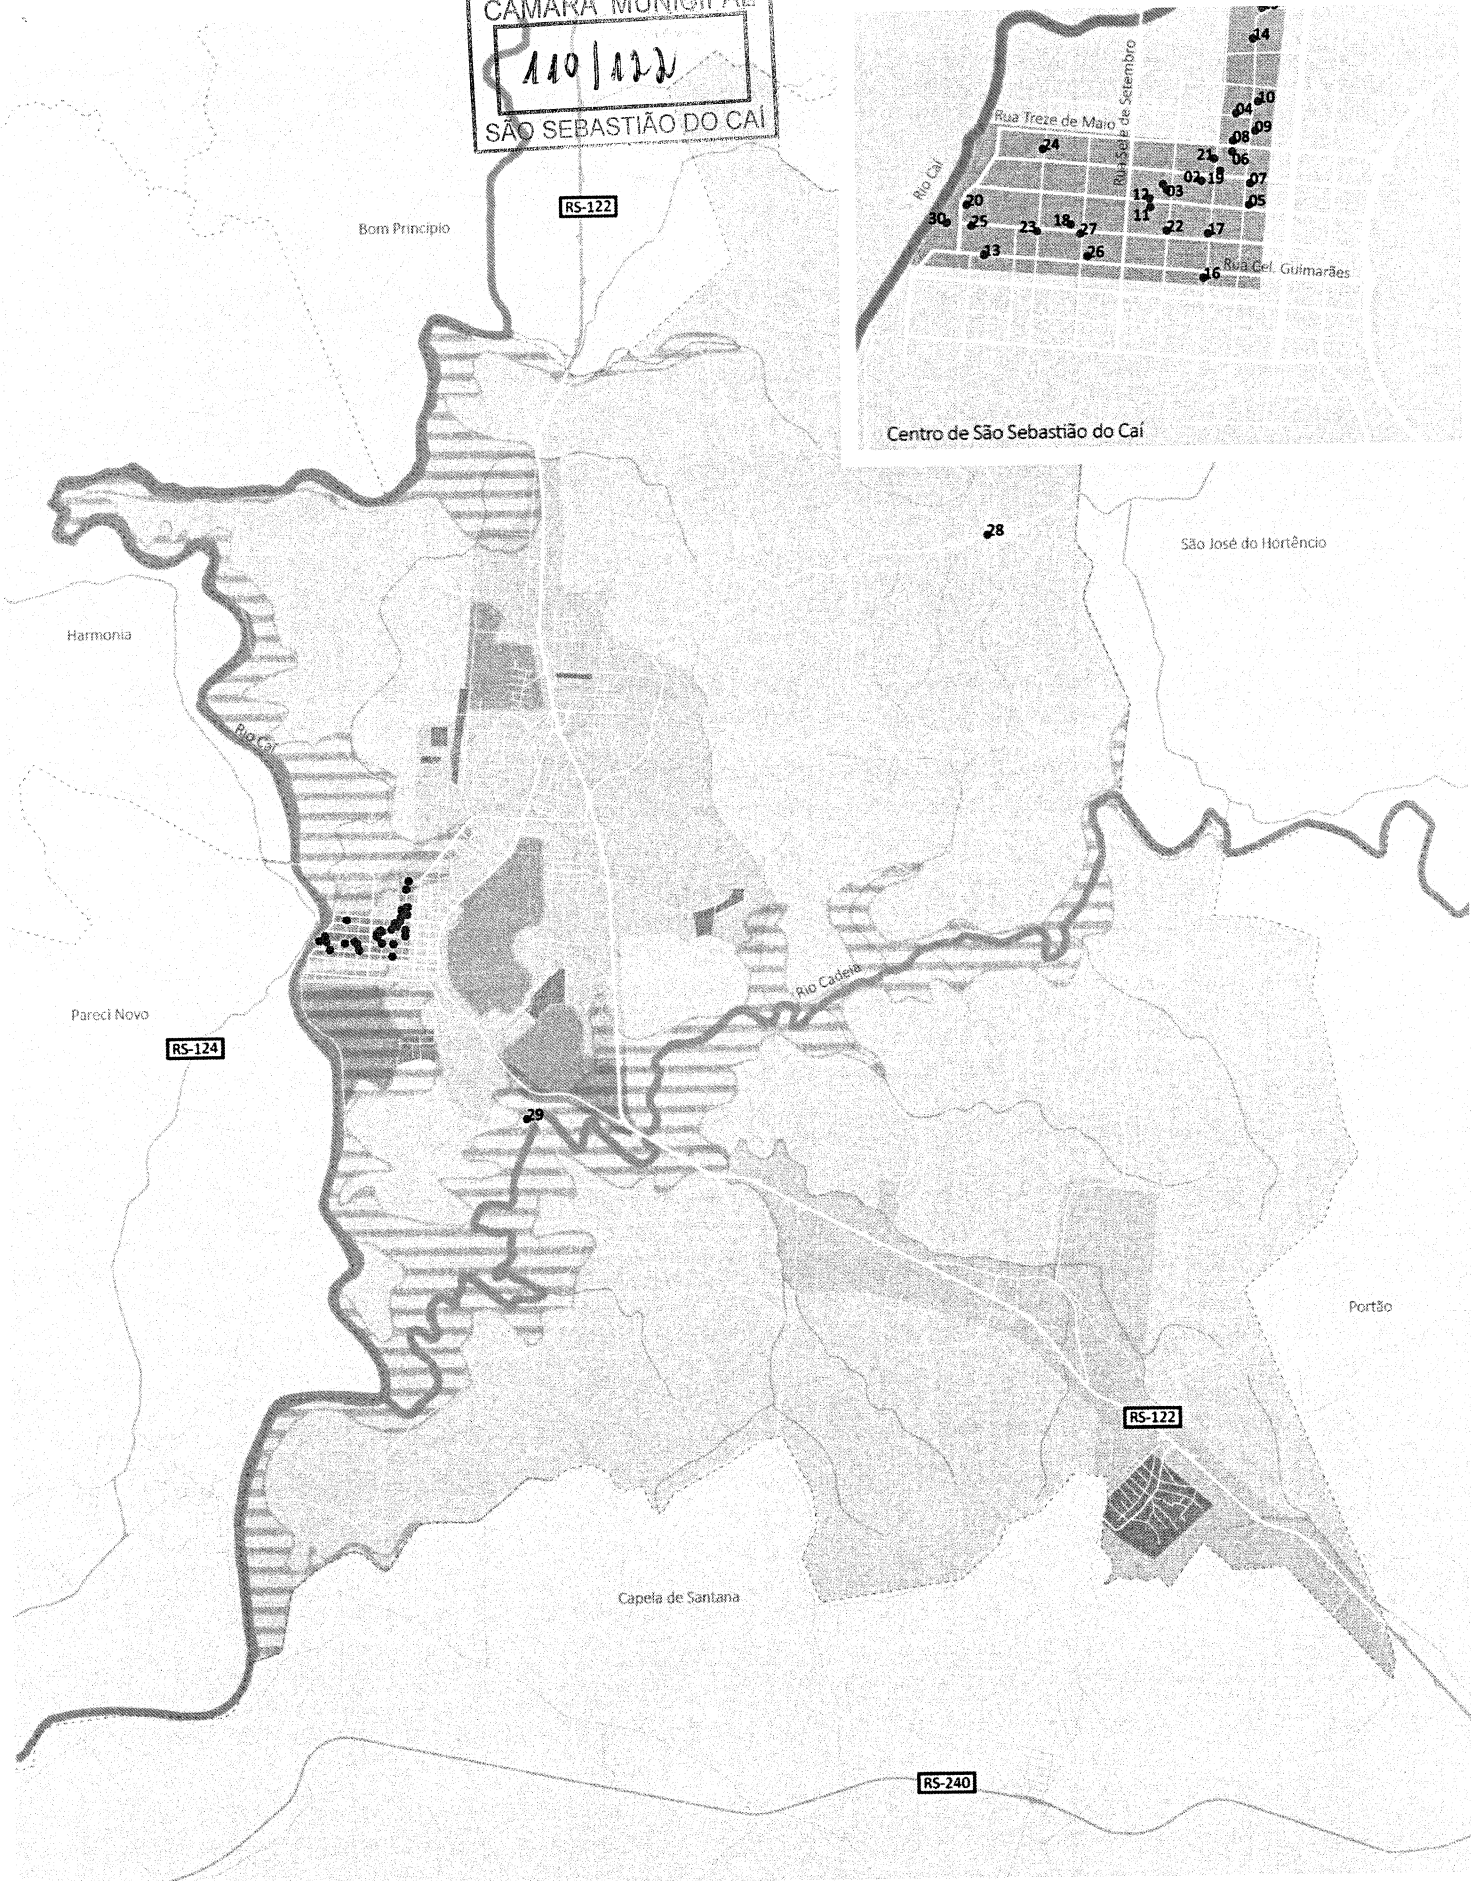 CÂMARA MUNICIPAL
110/122
SÃO SEBASTIÃO DO CAÍ
14
10
04
09
08
06
21
19
02
07
05
03
12
11
22
17
16
24
20
30
25
23
18
27
26
13
Rua Treze de Maio
Rua Sete de Setembro
Rio Caí
Rua Cel. Guimarães
Centro de São Sebastião do Caí
RS-122
Bom Princípio
28
São José do Hortêncio
Harmonia
Rio Caí
Rio Cadeia
Pareci Novo
RS-124
29
Portão
RS-122
Capela de Santana
RS-240